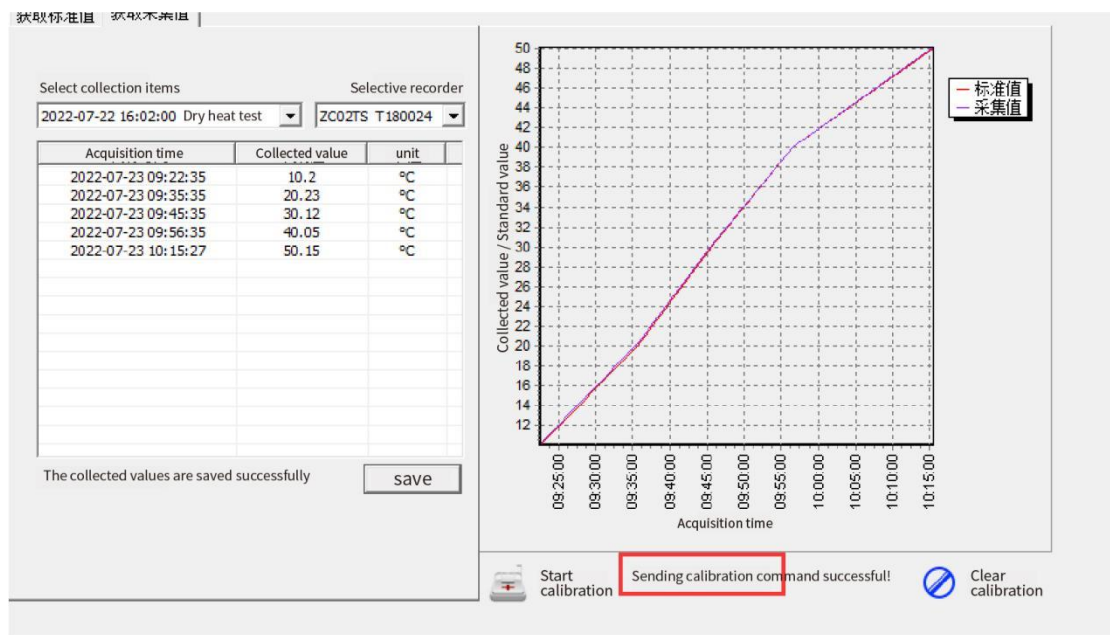 获取标准值 获取采集值
Select collection items Selective recorder
2022-07-22 16:02:00 Dry heat test ZC02TS T180024
Acquisition time Collected value unit
2022-07-23 09:22:35 10.2 ℃
2022-07-23 09:35:35 20.23 ℃
2022-07-23 09:45:35 30.12 ℃
2022-07-23 09:56:35 40.05 ℃
2022-07-23 10:15:27 50.15 ℃
The collected values are saved successfully save
Collected value / Standard value
50
48
46
44
42
40
38
36
34
32
30
28
26
24
22
20
18
16
14
12
标准值
采集值
09:25:00
09:30:00
09:35:00
09:40:00
09:45:00
09:50:00
09:55:00
10:00:00
10:05:00
10:10:00
10:15:00
Acquisition time
Start
calibration
Sending calibration command successful!
Clear
calibration